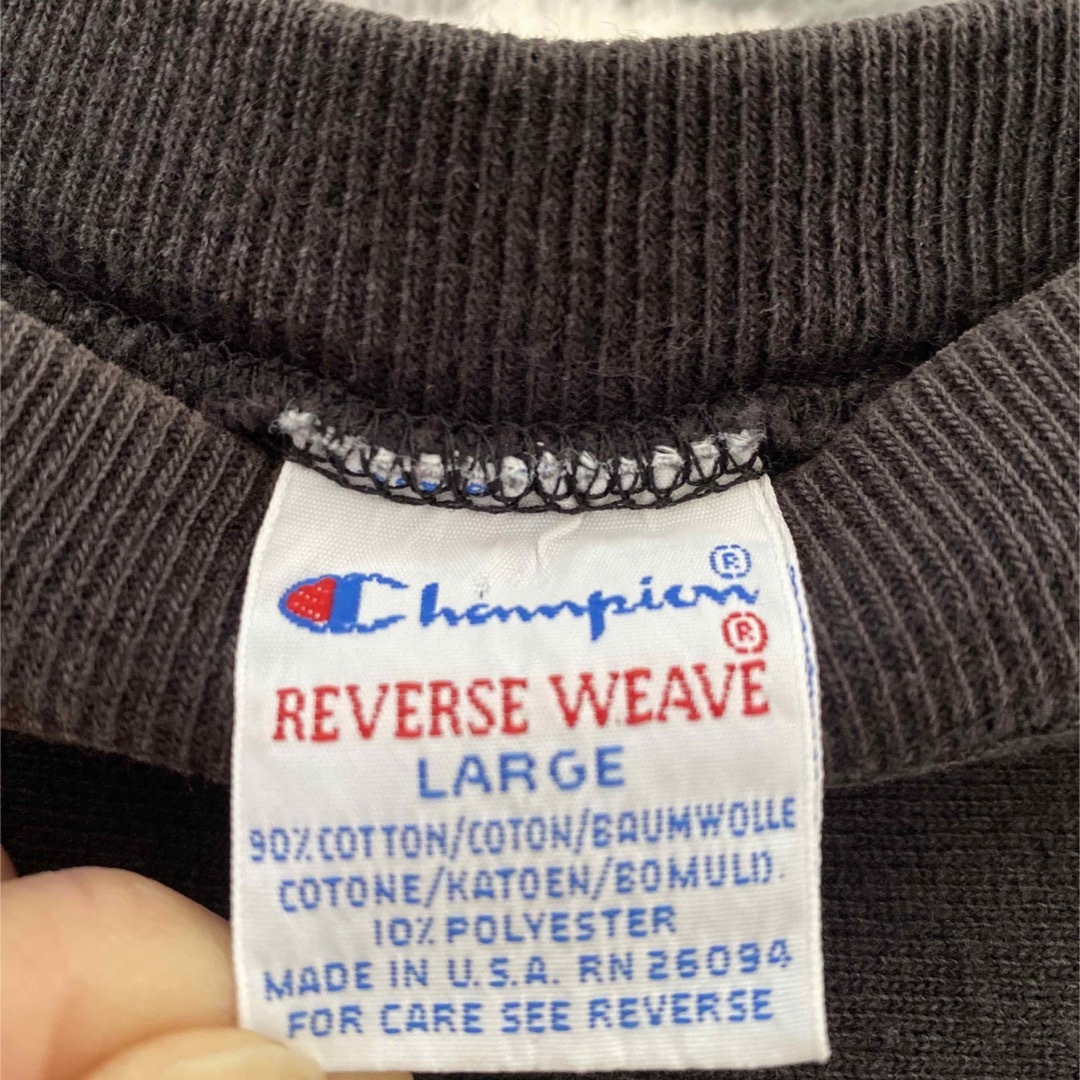 Champion®
®
REVERSE WEAVE
LARGE
90% COTTON/COTON/BAUMWOLLE
COTONE/KATOEN/BOMULD.
10% POLYESTER
MADE IN U.S.A. RN 26094
FOR CARE SEE REVERSE